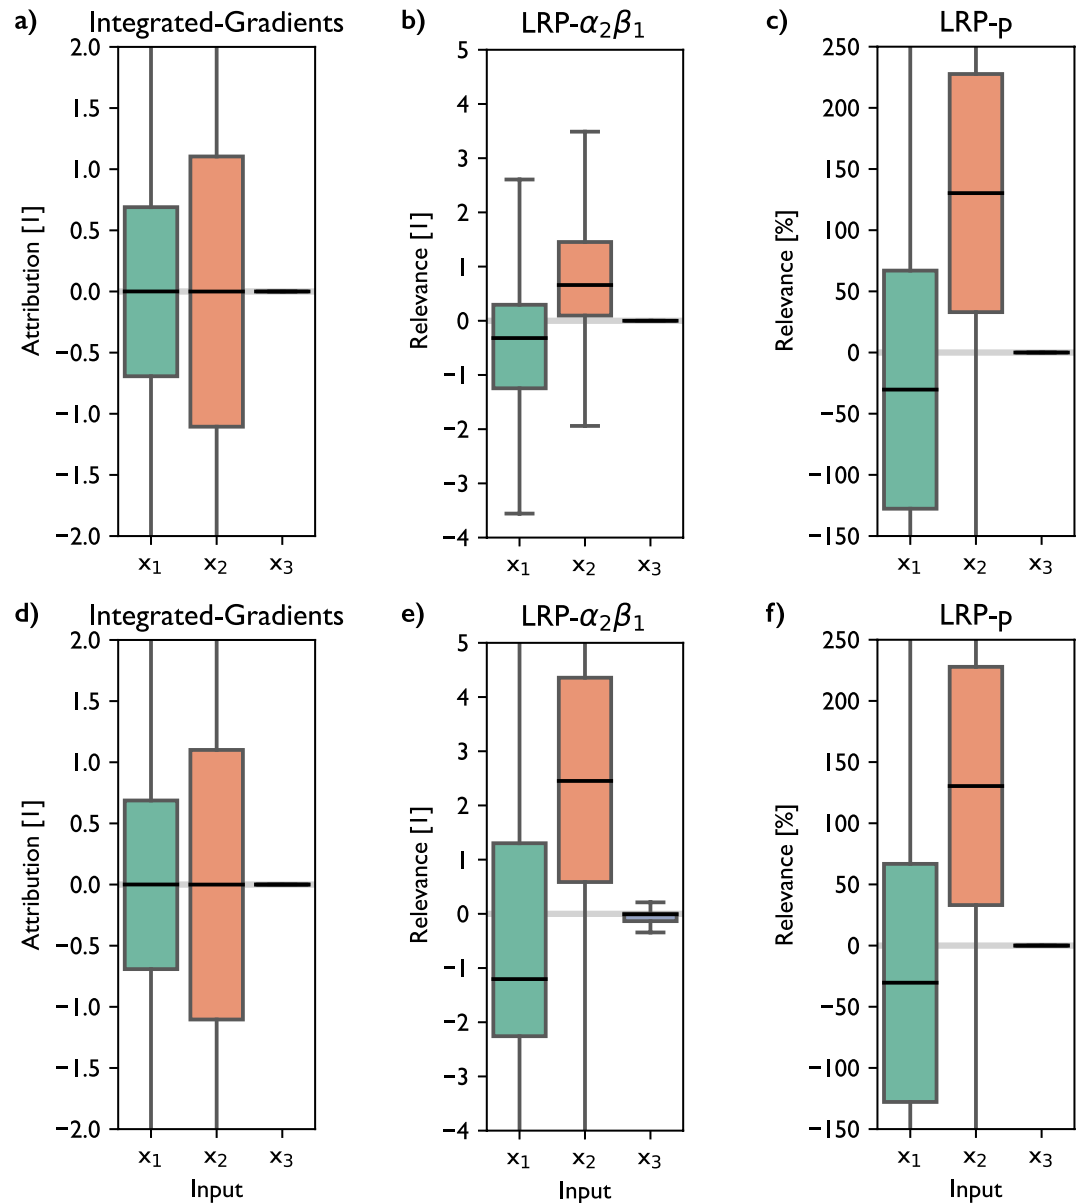 a) Integrated-Gradients
Attribution [1]
2.0
1.5
1.0
0.5
0.0
−0.5
−1.0
−1.5
−2.0
x₁ x₂ x₃
b) LRP-α₂β₁
Relevance [1]
5
4
3
2
1
0
−1
−2
−3
−4
x₁ x₂ x₃
c) LRP-p
Relevance [%]
250
200
150
100
50
0
−50
−100
−150
x₁ x₂ x₃
d) Integrated-Gradients
Attribution [1]
2.0
1.5
1.0
0.5
0.0
−0.5
−1.0
−1.5
−2.0
x₁ x₂ x₃
Input
e) LRP-α₂β₁
Relevance [1]
5
4
3
2
1
0
−1
−2
−3
−4
x₁ x₂ x₃
Input
f) LRP-p
Relevance [%]
250
200
150
100
50
0
−50
−100
−150
x₁ x₂ x₃
Input